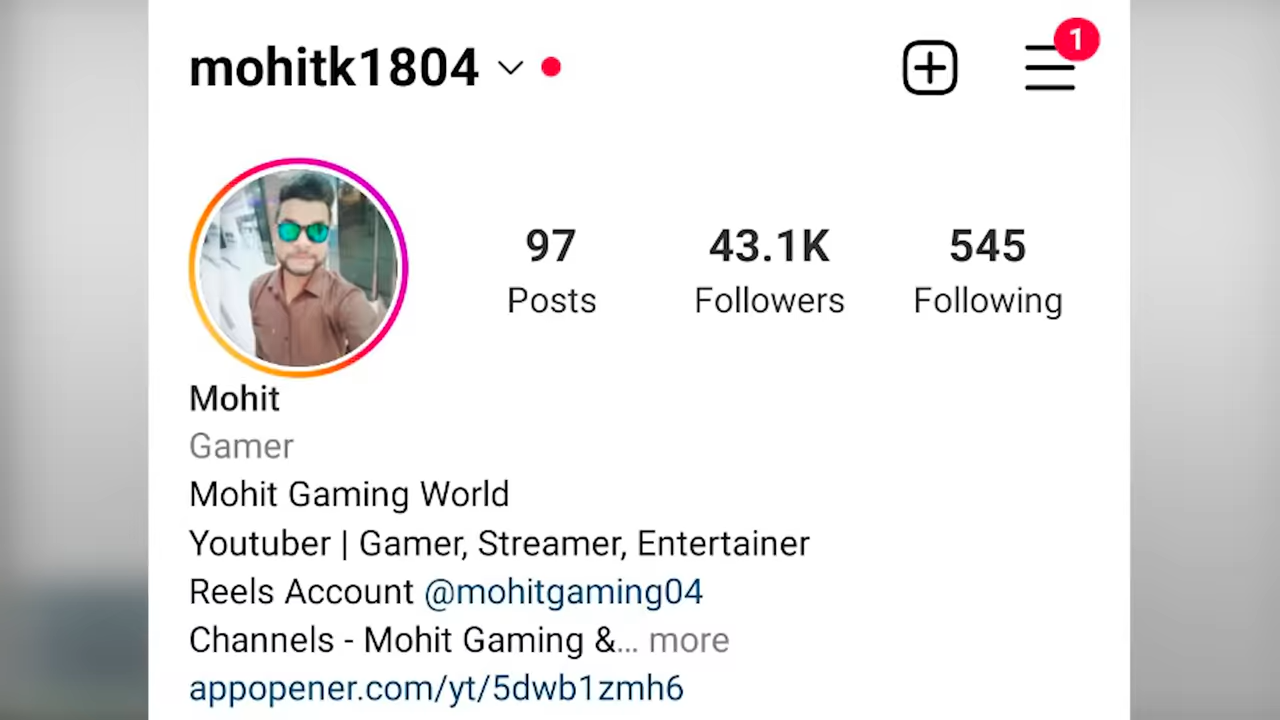 mohitk1804
1
97 43.1K 545
Posts Followers Following
Mohit
Gamer
Mohit Gaming World
Youtuber | Gamer, Streamer, Entertainer
Reels Account @mohitgaming04
Channels - Mohit Gaming &... more
appopener.com/yt/5dwb1zmh6